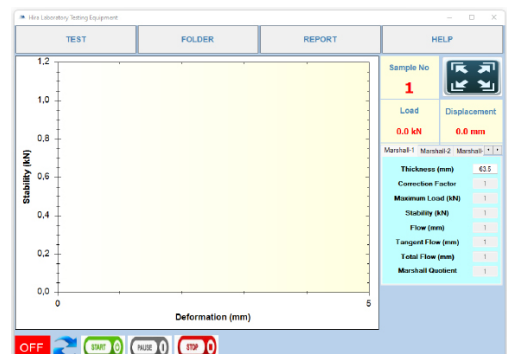 Hira Laboratory Testing Equipment
TEST FOLDER REPORT HELP
1,2
1,0
0,8
0,6
0,4
0,2
0,0
Stability (kN)
0 5
Deformation (mm)
Sample No
1
Load Displacement
0.0 kN 0.0 mm
Marshall-1 Marshall-2 Marshall-
Thickness (mm) 63.5
Correction Factor 1
Maximum Load (kN) 1
Stability (kN) 1
Flow (mm) 1
Tangent Flow (mm) 1
Total Flow (mm) 1
Marshall Quotient 1
OFF START PAUSE STOP